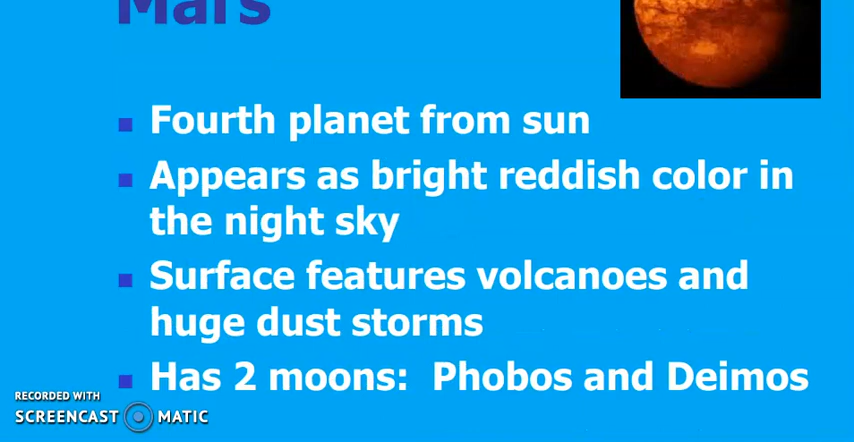 Mars
Fourth planet from sun
Appears as bright reddish color in
the night sky
Surface features volcanoes and
huge dust storms
Has 2 moons:  Phobos and Deimos
RECORDED WITH
SCREENCAST MATIC